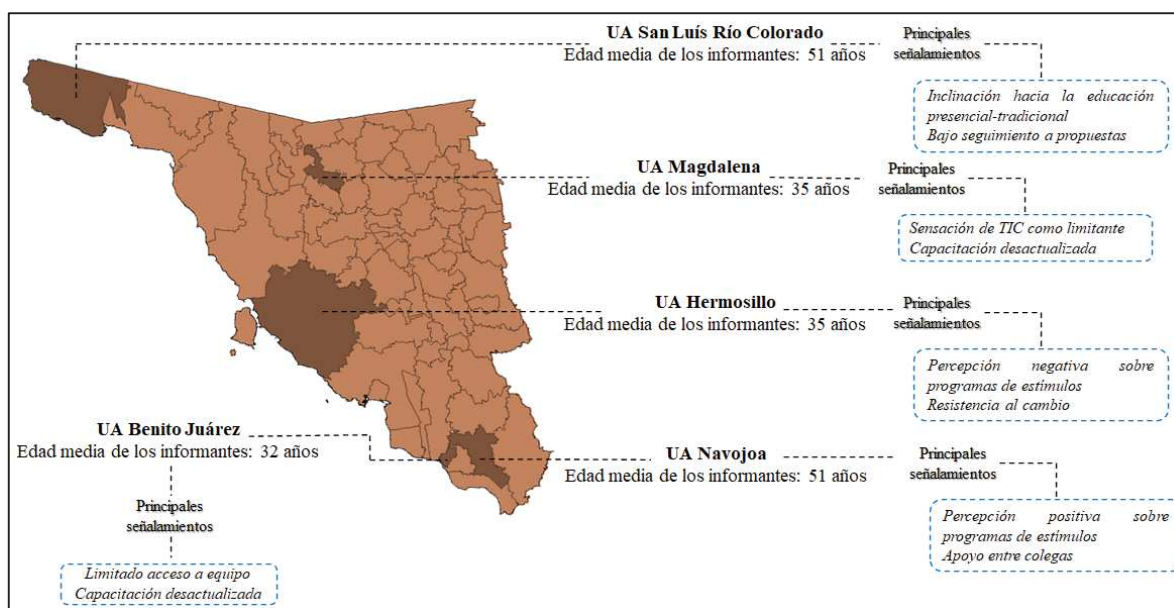 UA San Luís Río Colorado
Edad media de los informantes: 51 años
Principales
señalamientos
Inclinación hacia la educación
presencial-tradicional
Bajo seguimiento a propuestas
UA Magdalena
Edad media de los informantes: 35 años
Principales
señalamientos
Sensación de TIC como limitante
Capacitación desactualizada
UA Hermosillo
Edad media de los informantes: 35 años
Principales
señalamientos
Percepción negativa sobre
programas de estímulos
Resistencia al cambio
UA Benito Juárez
Edad media de los informantes: 32 años
Principales
señalamientos
Limitado acceso a equipo
Capacitación desactualizada
UA Navojoa
Edad media de los informantes: 51 años
Principales
señalamientos
Percepción positiva sobre
programas de estímulos
Apoyo entre colegas